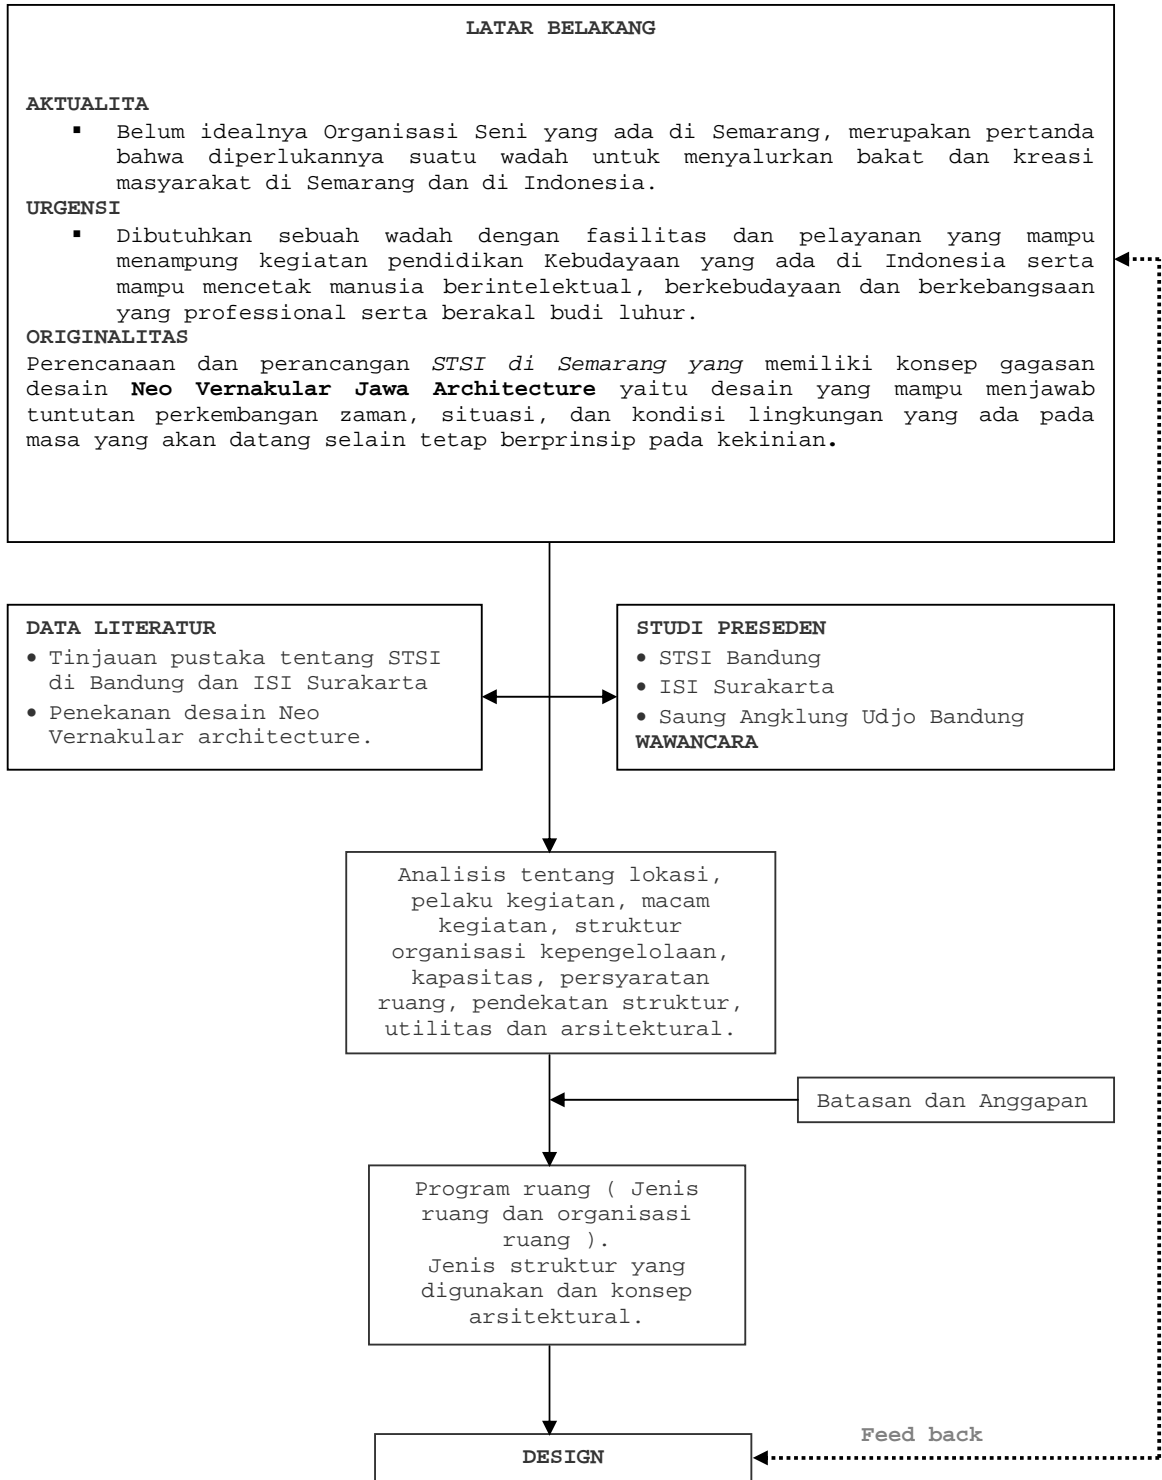 LATAR BELAKANG
AKTUALITA
▪ Belum idealnya Organisasi Seni yang ada di Semarang, merupakan pertanda
bahwa diperlukannya suatu wadah untuk menyalurkan bakat dan kreasi
masyarakat di Semarang dan di Indonesia.
URGENSI
▪ Dibutuhkan sebuah wadah dengan fasilitas dan pelayanan yang mampu
menampung kegiatan pendidikan Kebudayaan yang ada di Indonesia serta
mampu mencetak manusia berintelektual, berkebudayaan dan berkebangsaan
yang professional serta berakal budi luhur.
ORIGINALITAS
Perencanaan dan perancangan STSI di Semarang yang memiliki konsep gagasan
desain Neo Vernakular Jawa Architecture yaitu desain yang mampu menjawab
tuntutan perkembangan zaman, situasi, dan kondisi lingkungan yang ada pada
masa yang akan datang selain tetap berprinsip pada kekinian.
DATA LITERATUR
• Tinjauan pustaka tentang STSI
di Bandung dan ISI Surakarta
• Penekanan desain Neo
Vernakular architecture.
STUDI PRESEDEN
• STSI Bandung
• ISI Surakarta
• Saung Angklung Udjo Bandung
WAWANCARA
Analisis tentang lokasi,
pelaku kegiatan, macam
kegiatan, struktur
organisasi kepengelolaan,
kapasitas, persyaratan
ruang, pendekatan struktur,
utilitas dan arsitektural.
Batasan dan Anggapan
Program ruang ( Jenis
ruang dan organisasi
ruang ).
Jenis struktur yang
digunakan dan konsep
arsitektural.
Feed back
DESIGN